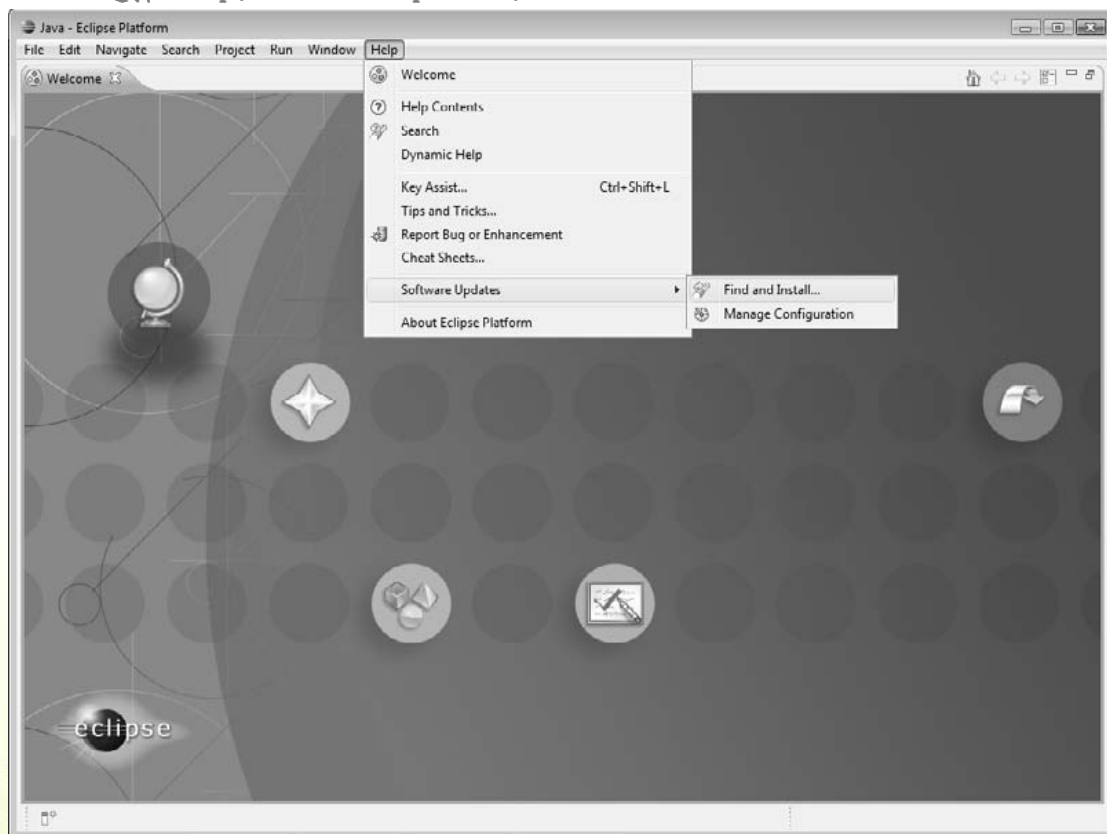 Java - Eclipse Platform
File Edit Navigate Search Project Run Window Help
Welcome
Welcome
Help Contents
Search
Dynamic Help
Key Assist... Ctrl+Shift+L
Tips and Tricks...
Report Bug or Enhancement
Cheat Sheets...
Software Updates
Find and Install...
Manage Configuration
About Eclipse Platform
eclipse